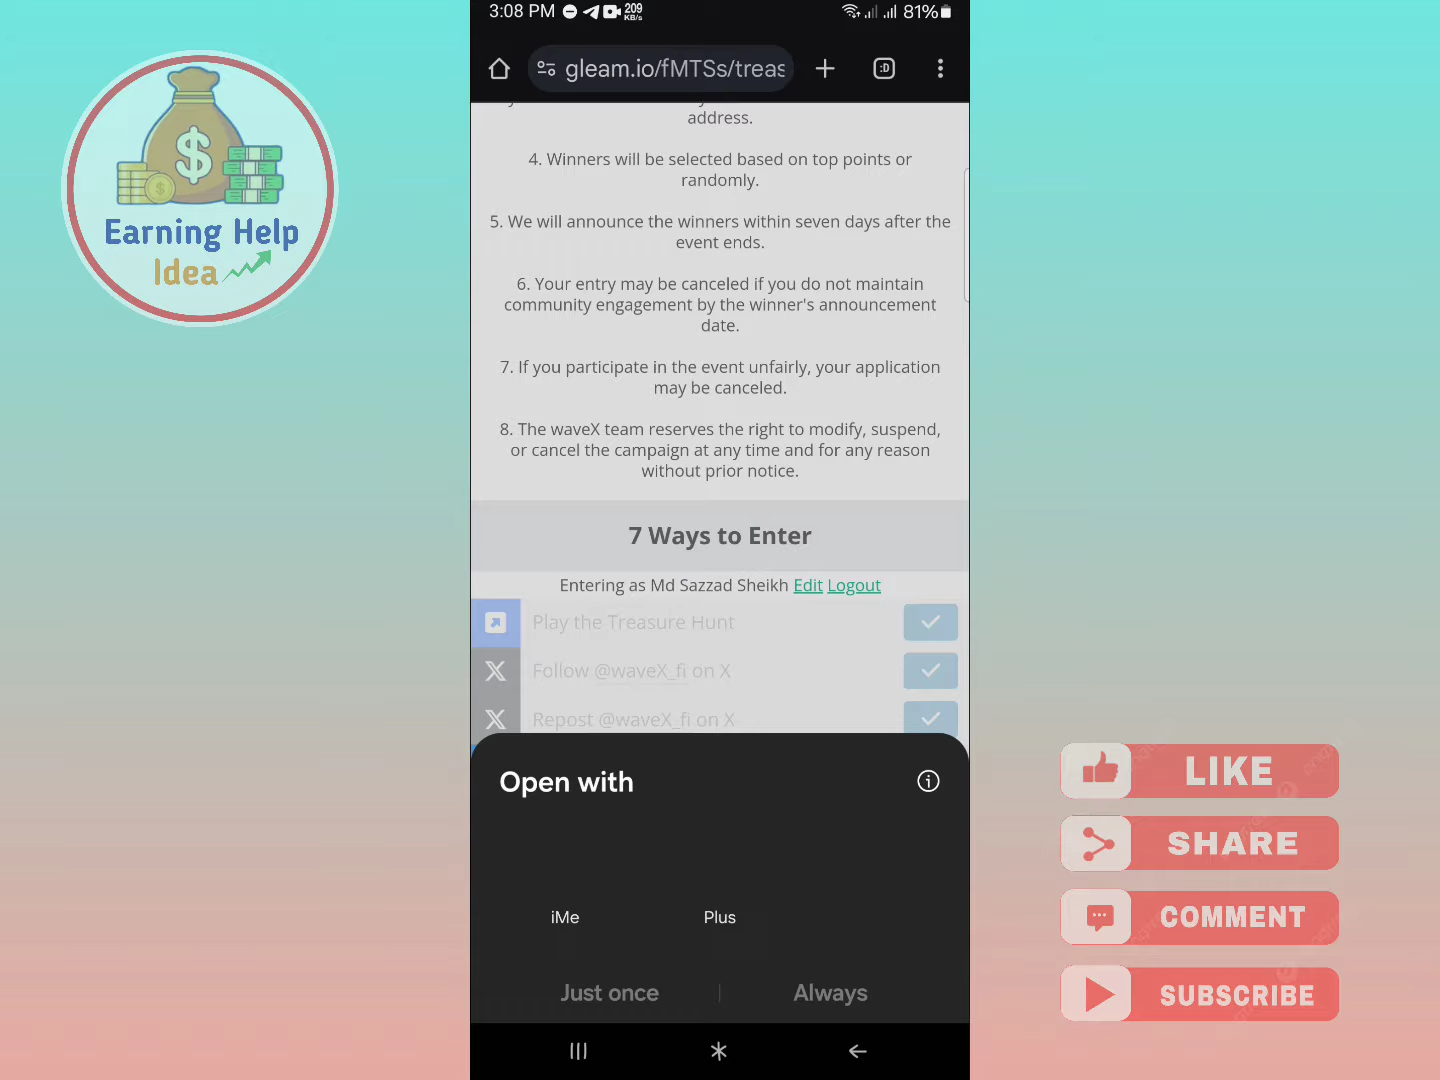 3:08 PM 209 KB/s 81%
gleam.io/fMTSs/treas
:D
address.
4. Winners will be selected based on top points or
randomly.
5. We will announce the winners within seven days after the
event ends.
6. Your entry may be canceled if you do not maintain
community engagement by the winner's announcement
date.
7. If you participate in the event unfairly, your application
may be canceled.
8. The waveX team reserves the right to modify, suspend,
or cancel the campaign at any time and for any reason
without prior notice.
7 Ways to Enter
Entering as Md Sazzad Sheikh Edit Logout
Play the Treasure Hunt
Follow @waveX_fi on X
Repost @waveX_fi on X
Open with
iMe Plus
Just once Always
$
Earning Help
Idea
LIKE
SHARE
COMMENT
SUBSCRIBE